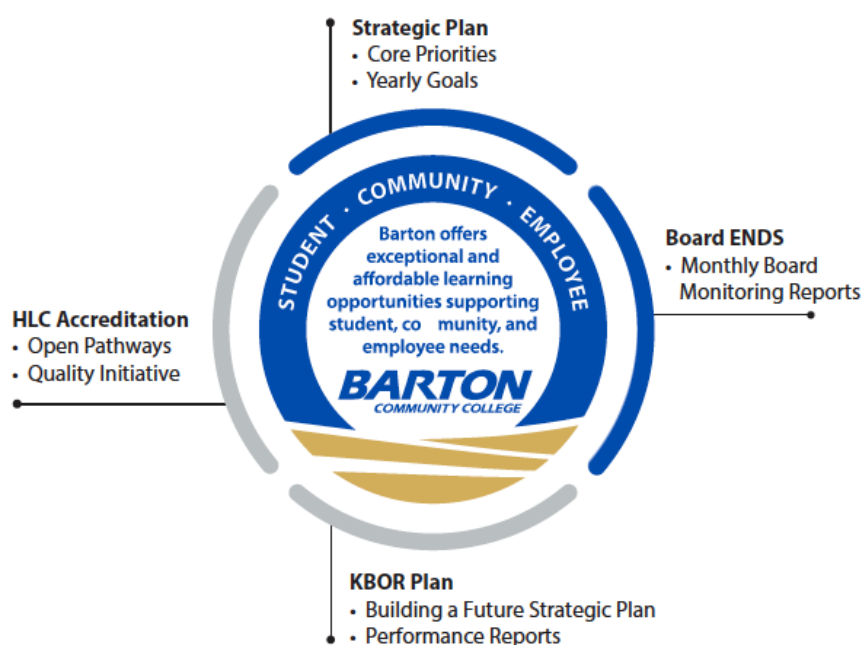 Strategic Plan
• Core Priorities
• Yearly Goals
STUDENT · COMMUNITY · EMPLOYEE
Barton offers
exceptional and
affordable learning
opportunities supporting
student, co munity, and
employee needs.
BARTON
COMMUNITY COLLEGE
Board ENDS
• Monthly Board
Monitoring Reports
HLC Accreditation
• Open Pathways
• Quality Initiative
KBOR Plan
• Building a Future Strategic Plan
• Performance Reports